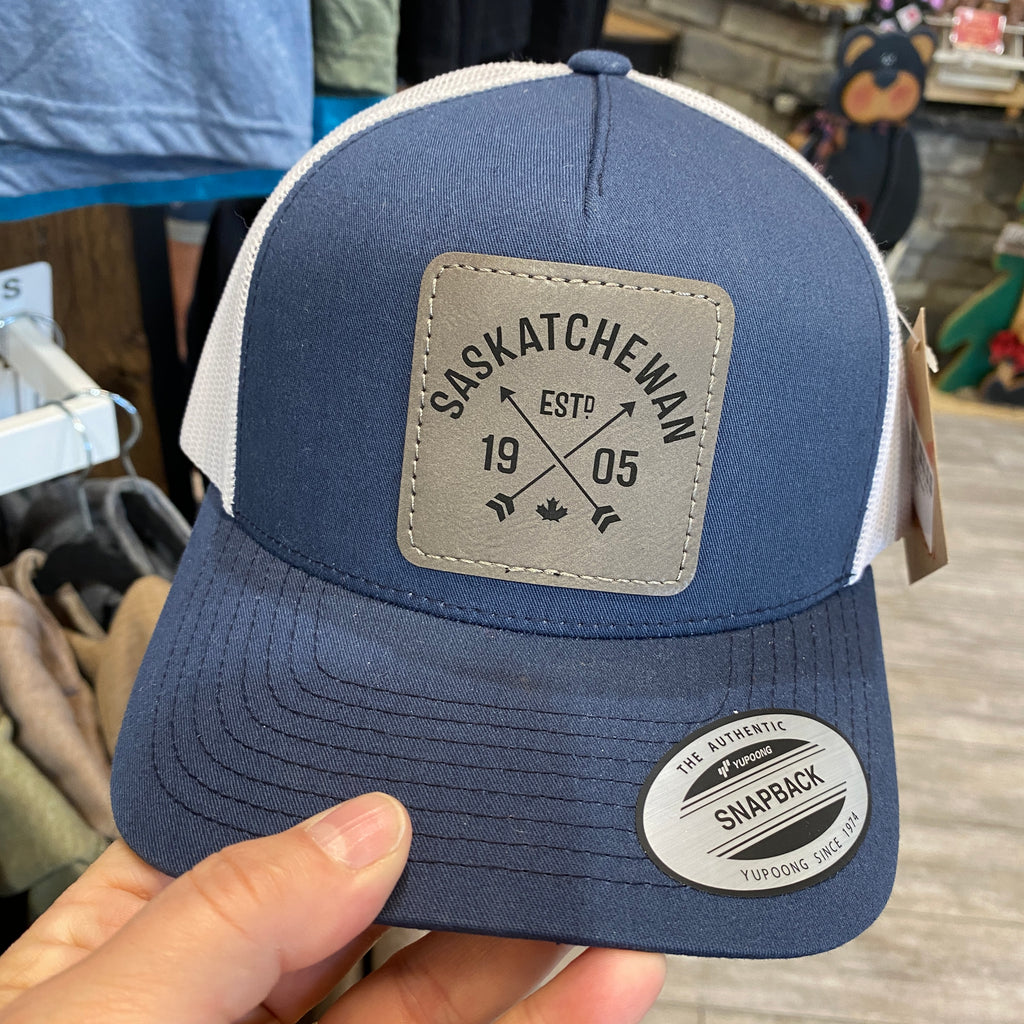 S
SASKATCHEWAN
ESTD
19 05
THE AUTHENTIC
YUPOONG
SNAPBACK
YUPOONG SINCE 1974